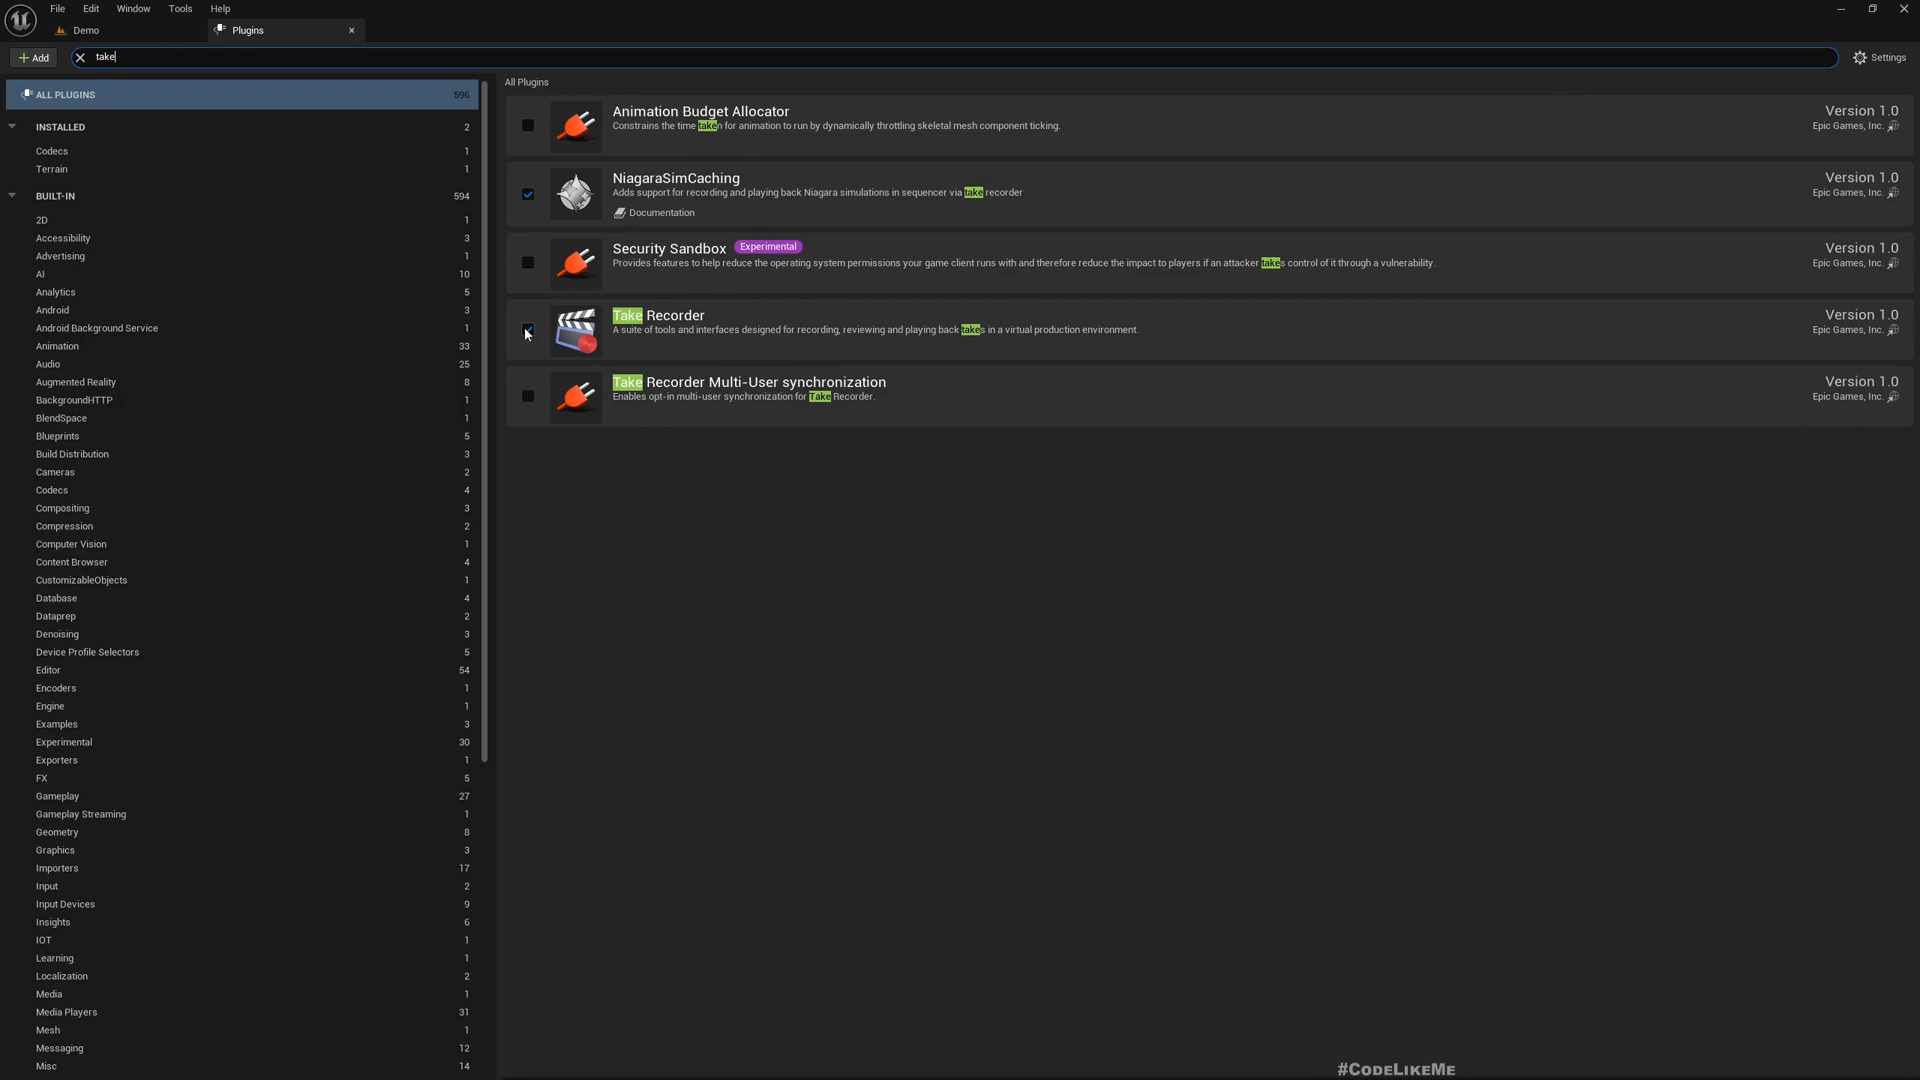 File Edit Window Tools Help
Demo Plugins
Add take Settings
ALL PLUGINS 596
INSTALLED 2
Codecs 1
Terrain 1
BUILT-IN 594
2D 1
Accessibility 3
Advertising 1
AI 10
Analytics 5
Android 3
Android Background Service 1
Animation 33
Audio 25
Augmented Reality 8
BackgroundHTTP 1
BlendSpace 1
Blueprints 5
Build Distribution 3
Cameras 2
Codecs 4
Compositing 3
Compression 2
Computer Vision 1
Content Browser 4
CustomizableObjects 1
Database 4
Dataprep 2
Denoising 3
Device Profile Selectors 5
Editor 54
Encoders 1
Engine 1
Examples 3
Experimental 30
Exporters 1
FX 5
Gameplay 27
Gameplay Streaming 1
Geometry 8
Graphics 3
Importers 17
Input 2
Input Devices 9
Insights 6
IOT 1
Learning 1
Localization 2
Media 1
Media Players 31
Mesh 1
Messaging 12
Misc 14
All Plugins
Animation Budget Allocator Version 1.0
Constrains the time taken for animation to run by dynamically throttling skeletal mesh component ticking. Epic Games, Inc.
NiagaraSimCaching Version 1.0
Adds support for recording and playing back Niagara simulations in sequencer via take recorder Epic Games, Inc.
Documentation
Security Sandbox Experimental Version 1.0
Provides features to help reduce the operating system permissions your game client runs with and therefore reduce the impact to players if an attacker takes control of it through a vulnerability. Epic Games, Inc.
Take Recorder Version 1.0
A suite of tools and interfaces designed for recording, reviewing and playing back takes in a virtual production environment. Epic Games, Inc.
Take Recorder Multi-User synchronization Version 1.0
Enables opt-in multi-user synchronization for Take Recorder. Epic Games, Inc.
#CodeLikeMe